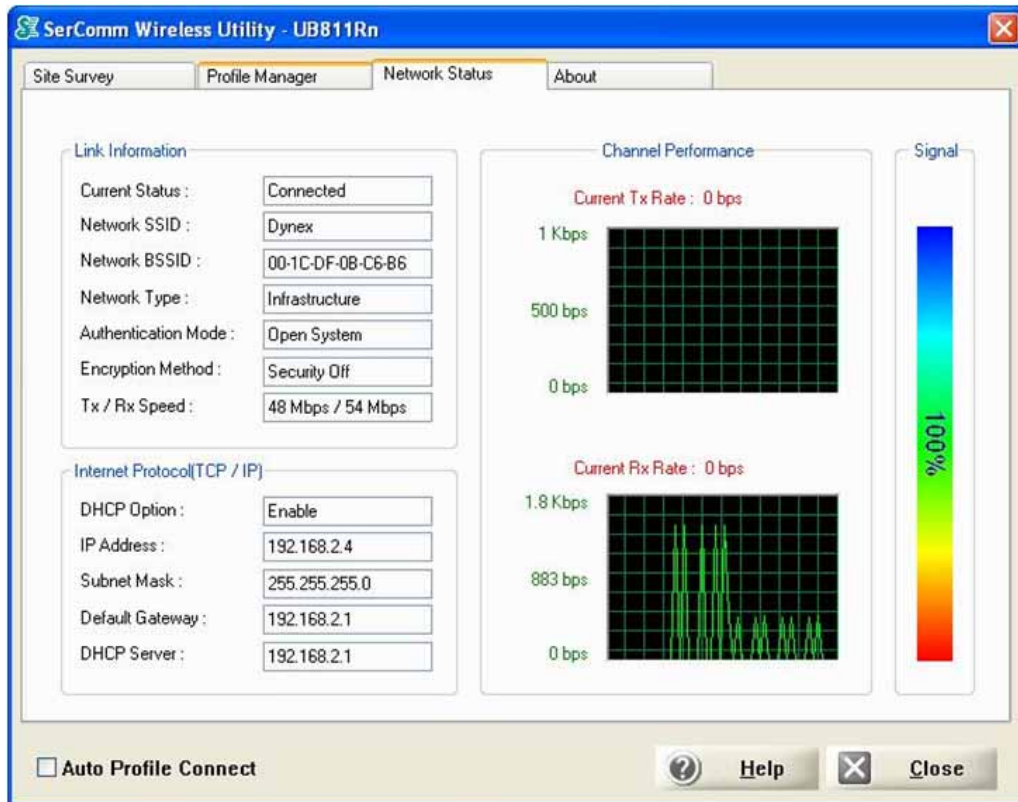 SerComm Wireless Utility - UB811Rn
Site Survey
Profile Manager
Network Status
About
Link Information
Current Status : Connected
Network SSID : Dynex
Network BSSID : 00-1C-DF-0B-C6-B6
Network Type : Infrastructure
Authentication Mode : Open System
Encryption Method : Security Off
Tx / Rx Speed : 48 Mbps / 54 Mbps
Internet Protocol(TCP / IP)
DHCP Option : Enable
IP Address : 192.168.2.4
Subnet Mask : 255.255.255.0
Default Gateway : 192.168.2.1
DHCP Server : 192.168.2.1
Channel Performance
Current Tx Rate : 0 bps
1 Kbps
500 bps
0 bps
Current Rx Rate : 0 bps
1.8 Kbps
883 bps
0 bps
Signal
100%
Auto Profile Connect
Help
Close